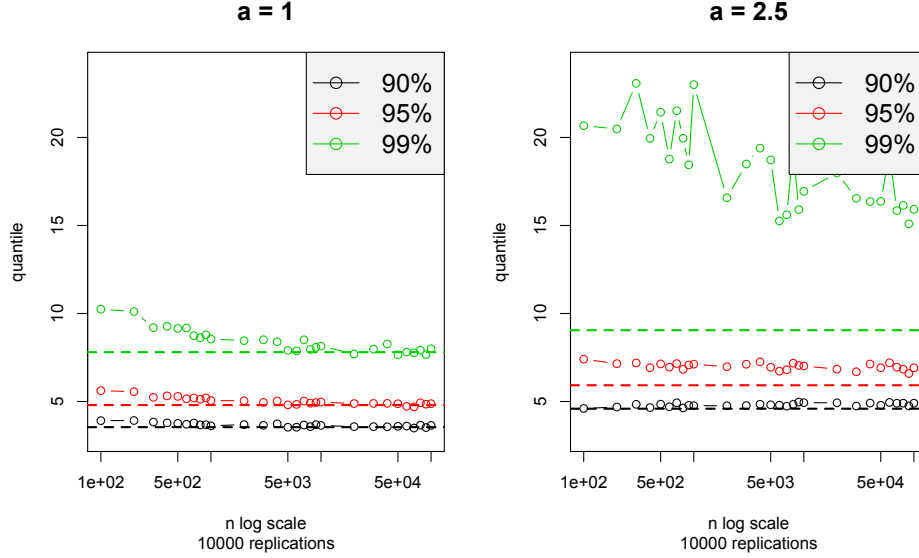 a = 1
90%
95%
99%
quantile
20
15
10
5
1e+02
5e+02
5e+03
5e+04
n log scale
10000 replications
a = 2.5
90%
95%
99%
quantile
20
15
10
5
1e+02
5e+02
5e+03
5e+04
n log scale
10000 replications